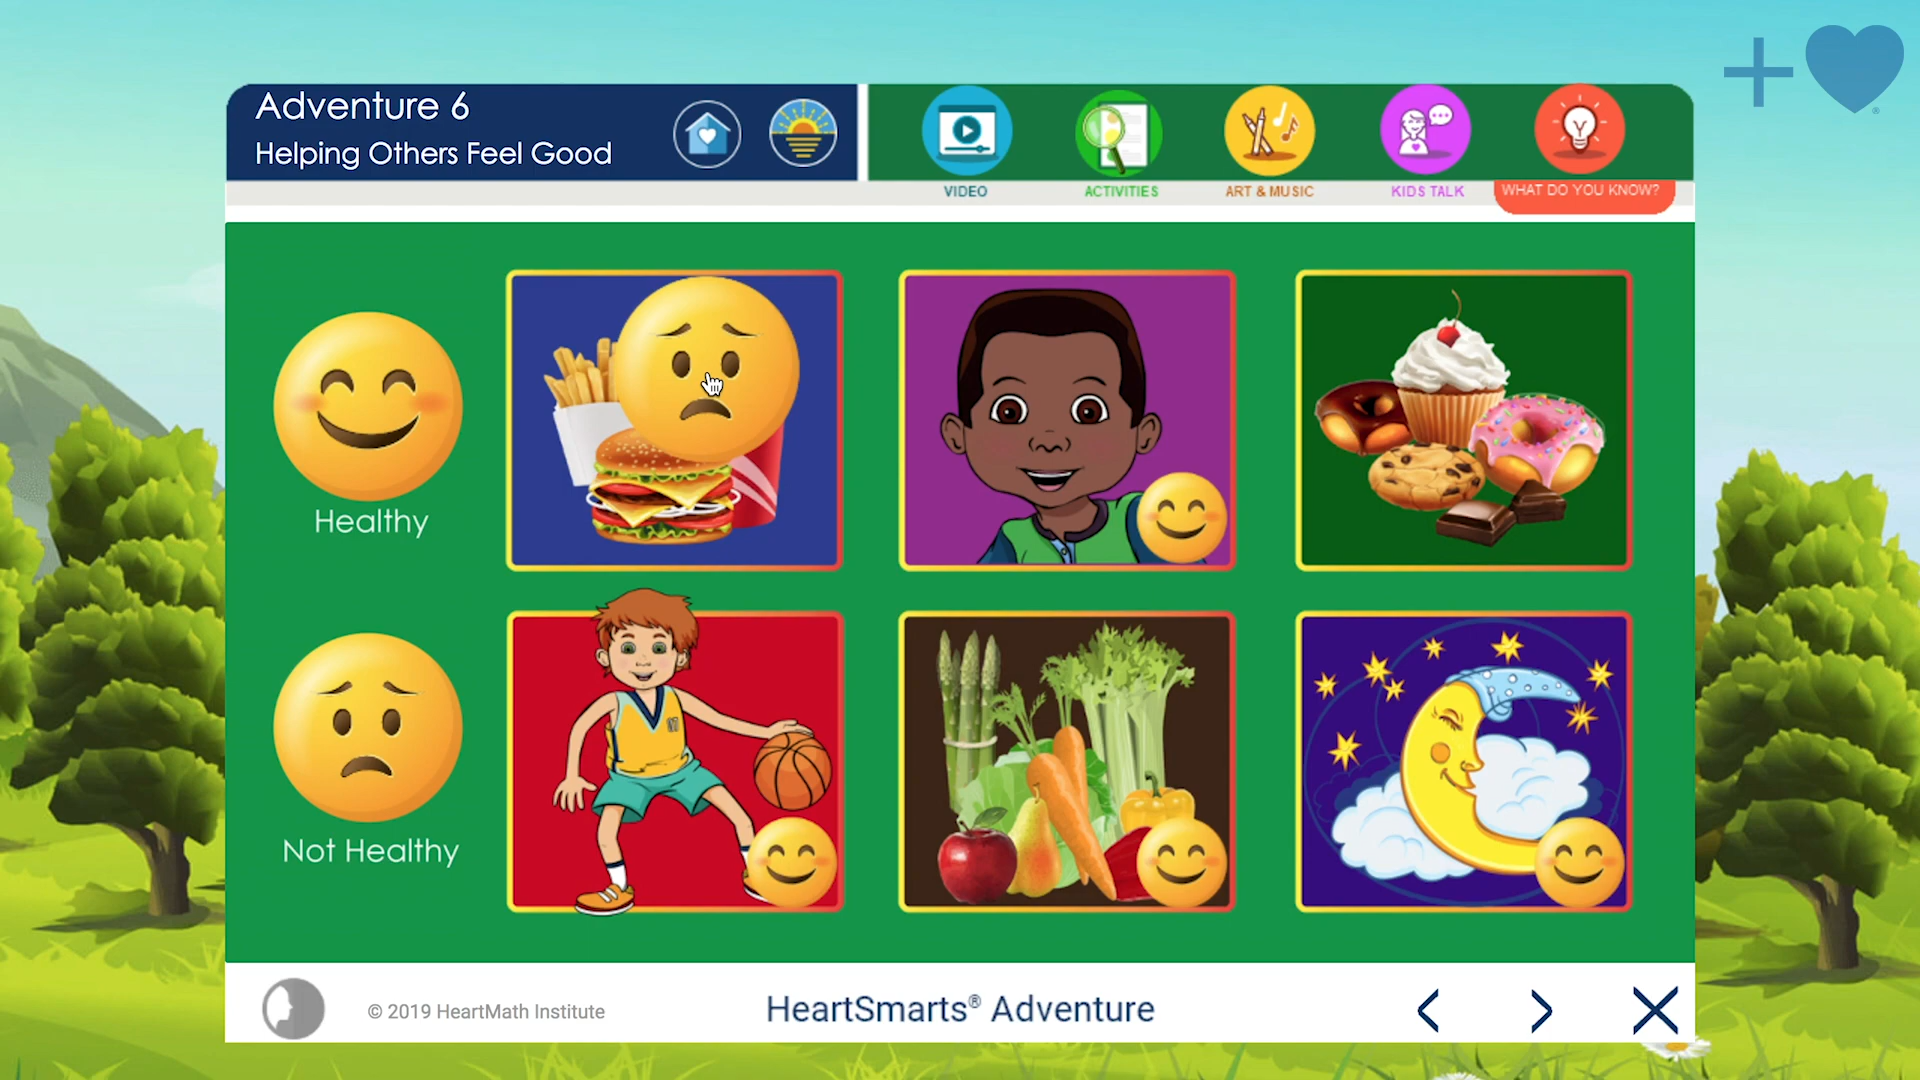 Adventure 6
Helping Others Feel Good
VIDEO
ACTIVITIES
ART & MUSIC
KIDS TALK
WHAT DO YOU KNOW?
Healthy
Not Healthy
© 2019 HeartMath Institute
HeartSmarts® Adventure
®